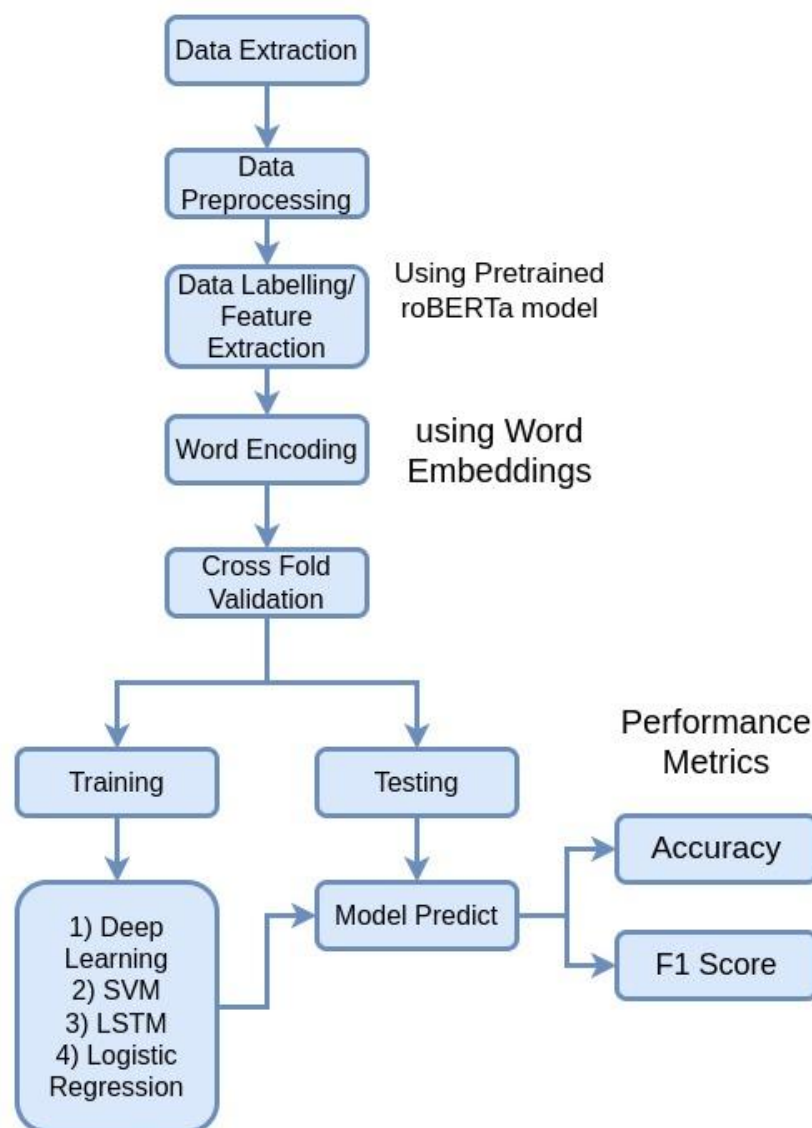 Data Extraction
Data
Preprocessing
Data Labelling/
Feature
Extraction
Using Pretrained
roBERTa model
Word Encoding
using Word
Embeddings
Cross Fold
Validation
Training
Testing
Performance
Metrics
1) Deep
Learning
2) SVM
3) LSTM
4) Logistic
Regression
Model Predict
Accuracy
F1 Score